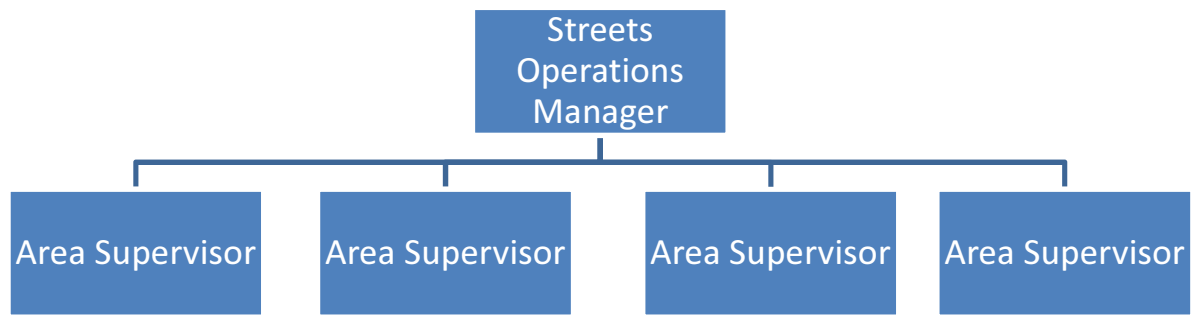 Streets
Operations
Manager
Area Supervisor
Area Supervisor
Area Supervisor
Area Supervisor